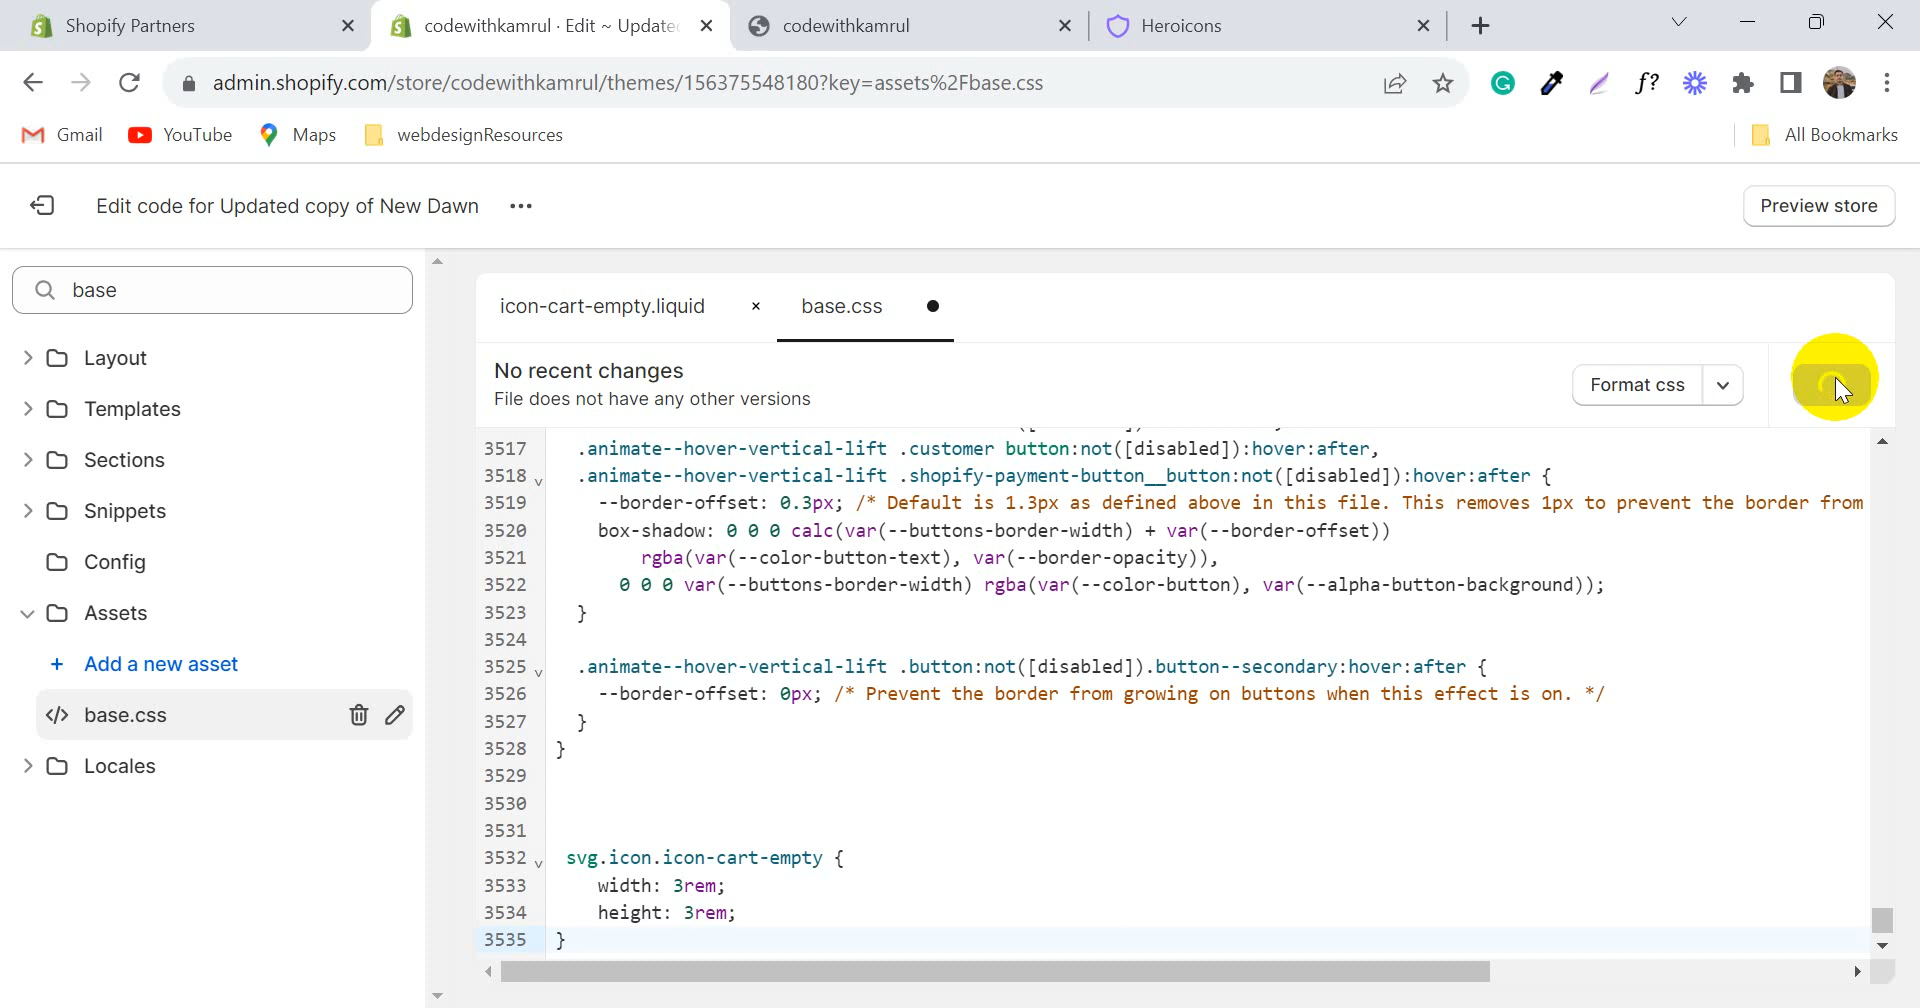 Shopify Partners
codewithkamrul · Edit ~ Update
codewithkamrul
Heroicons
admin.shopify.com/store/codewithkamrul/themes/156375548180?key=assets%2Fbase.css
f?
Gmail
YouTube
Maps
webdesignResources
All Bookmarks
Edit code for Updated copy of New Dawn
Preview store
base
Layout
Templates
Sections
Snippets
Config
Assets
+ Add a new asset
</> base.css
Locales
icon-cart-empty.liquid
base.css
No recent changes
File does not have any other versions
Format css
3517 .animate--hover-vertical-lift .customer button:not([disabled]):hover:after,
3518 .animate--hover-vertical-lift .shopify-payment-button__button:not([disabled]):hover:after {
3519 --border-offset: 0.3px; /* Default is 1.3px as defined above in this file. This removes 1px to prevent the border from
3520 box-shadow: 0 0 0 calc(var(--buttons-border-width) + var(--border-offset))
3521 rgba(var(--color-button-text), var(--border-opacity)),
3522 0 0 0 var(--buttons-border-width) rgba(var(--color-button), var(--alpha-button-background));
3523 }
3524
3525 .animate--hover-vertical-lift .button:not([disabled]).button--secondary:hover:after {
3526 --border-offset: 0px; /* Prevent the border from growing on buttons when this effect is on. */
3527 }
3528 }
3529
3530
3531
3532 svg.icon.icon-cart-empty {
3533 width: 3rem;
3534 height: 3rem;
3535 }